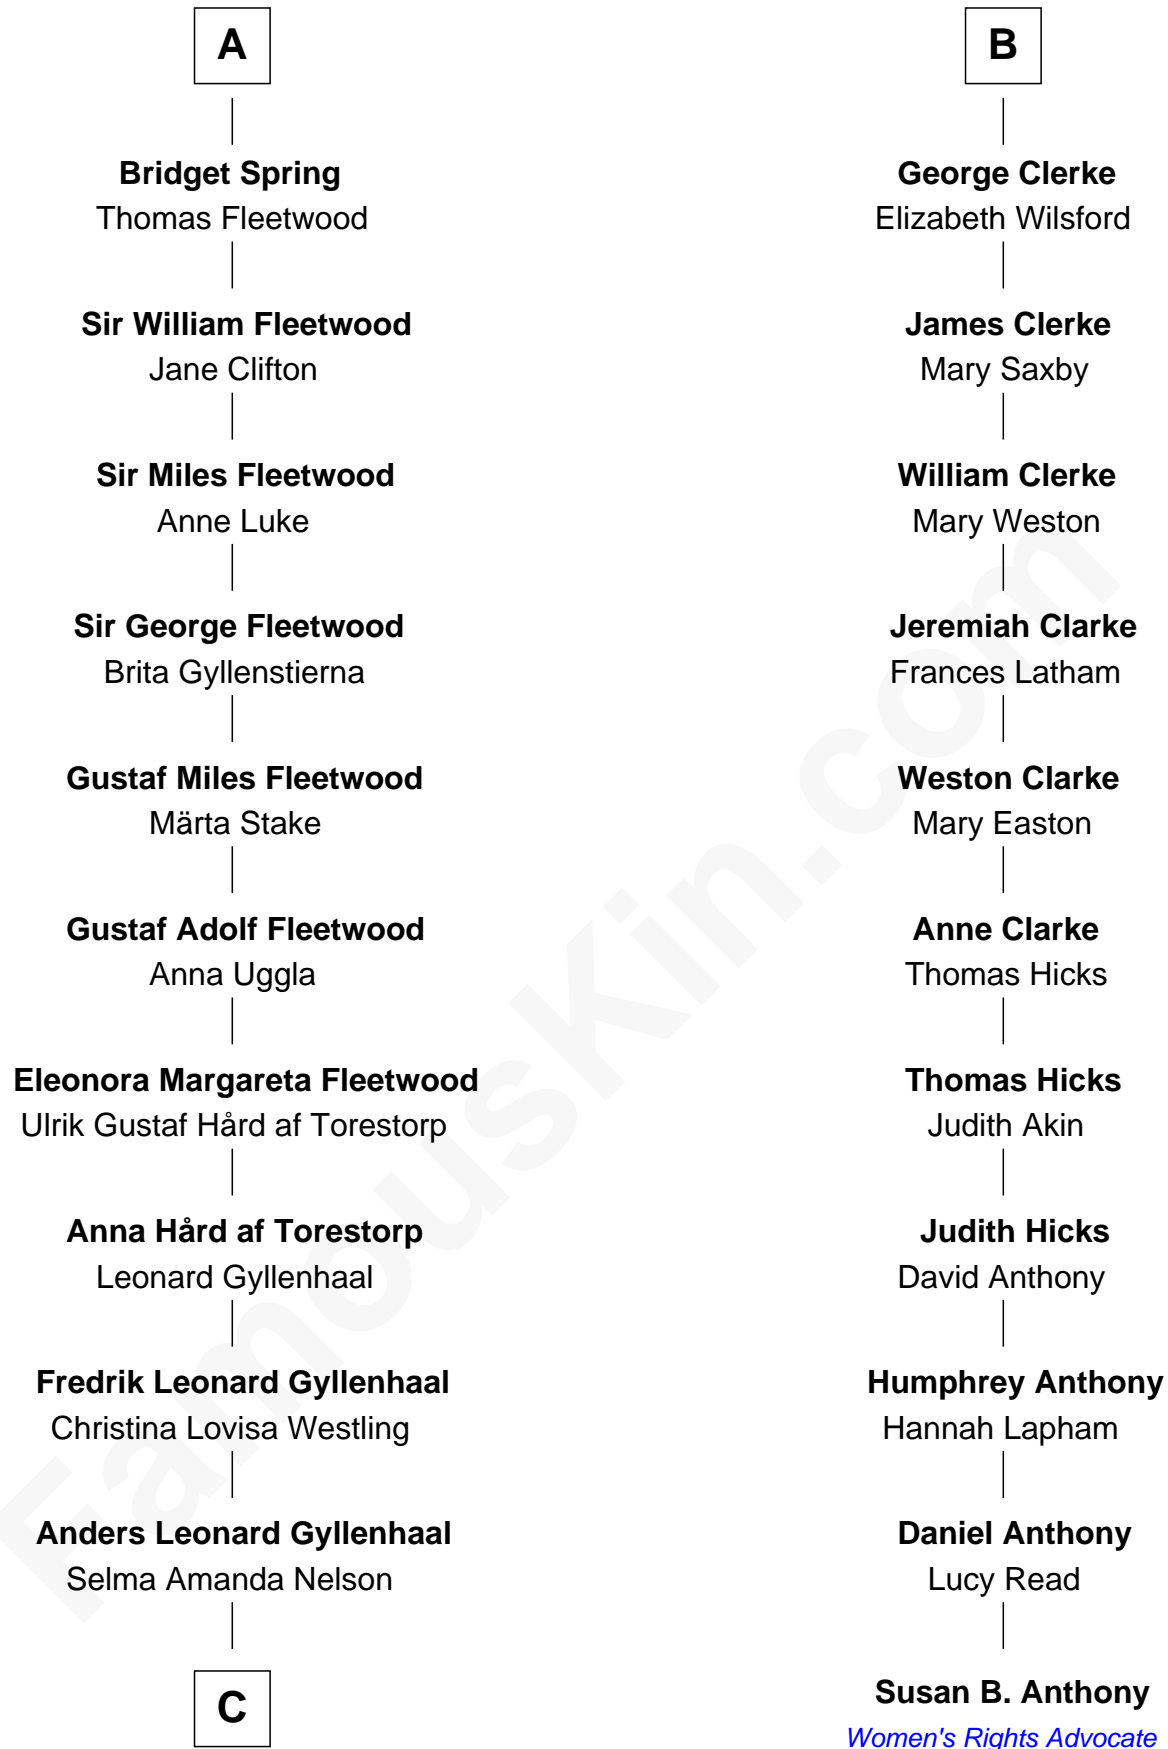 A
Bridget Spring
Thomas Fleetwood
Sir William Fleetwood
Jane Clifton
Sir Miles Fleetwood
Anne Luke
Sir George Fleetwood
Brita Gyllenstierna
Gustaf Miles Fleetwood
Märta Stake
Gustaf Adolf Fleetwood
Anna Uggla
Eleonora Margareta Fleetwood
Ulrik Gustaf Hård af Torestorp
Anna Hård af Torestorp
Leonard Gyllenhaal
Fredrik Leonard Gyllenhaal
Christina Lovisa Westling
Anders Leonard Gyllenhaal
Selma Amanda Nelson
C
B
George Clerke
Elizabeth Wilsford
James Clerke
Mary Saxby
William Clerke
Mary Weston
Jeremiah Clarke
Frances Latham
Weston Clarke
Mary Easton
Anne Clarke
Thomas Hicks
Thomas Hicks
Judith Akin
Judith Hicks
David Anthony
Humphrey Anthony
Hannah Lapham
Daniel Anthony
Lucy Read
Susan B. Anthony
Women's Rights Advocate
FamousKin.com